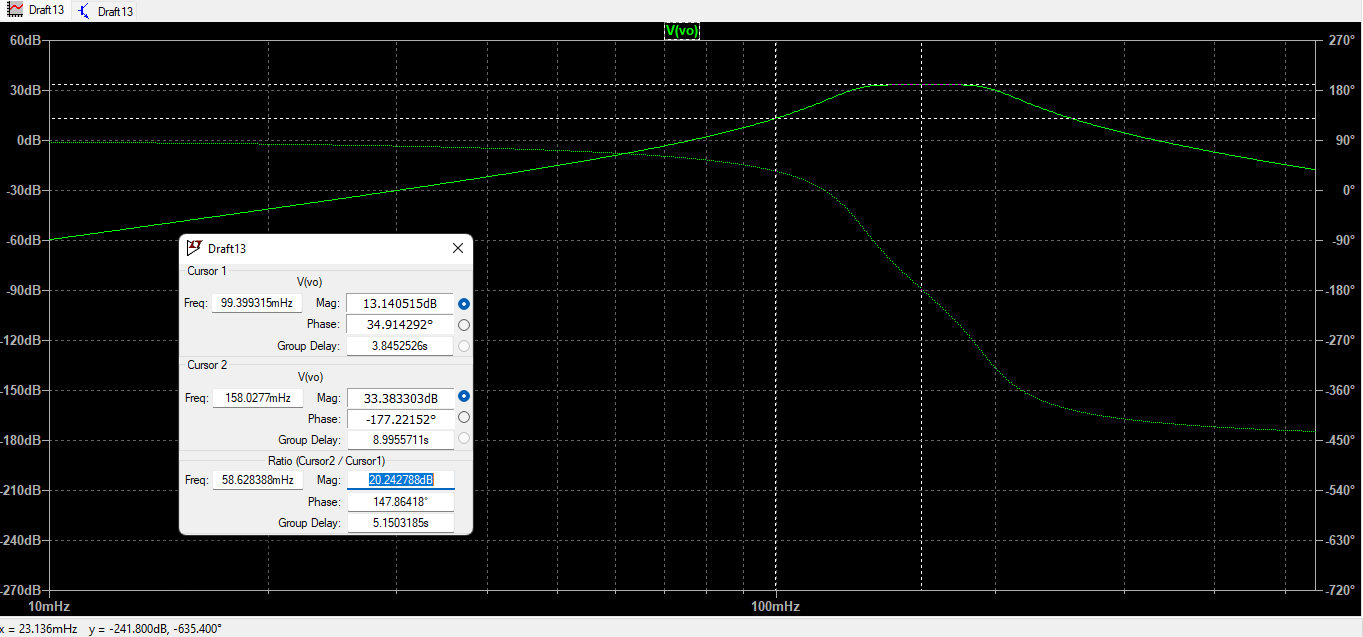 Draft13 Draft13
V(vo)
60dB 270°
30dB 180°
0dB 90°
-30dB 0°
-60dB -90°
-90dB -180°
-120dB -270°
-150dB -360°
-180dB -450°
-210dB -540°
-240dB -630°
-270dB -720°
10mHz 100mHz
Draft13
Cursor 1
V(vo)
Freq: 99.399315mHz Mag: 13.140515dB
Phase: 34.914292°
Group Delay: 3.8452526s
Cursor 2
V(vo)
Freq: 158.0277mHz Mag: 33.383303dB
Phase: -177.22152°
Group Delay: 8.9955711s
Ratio (Cursor2 / Cursor1)
Freq: 58.628388mHz Mag: 20.242788dB
Phase: 147.86418°
Group Delay: 5.1503185s
x = 23.136mHz y = -241.800dB, -635.400°